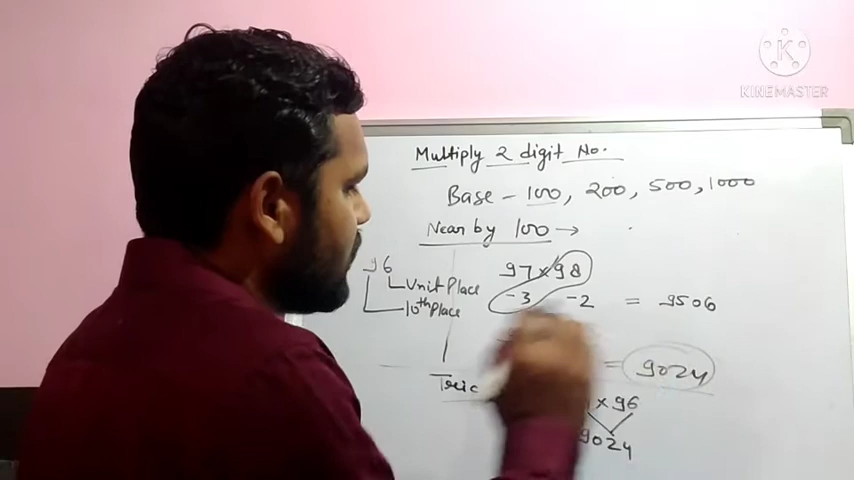 K
KINEMASTER
Multiply 2 digit No.
Base - 100, 200, 500, 1000
Near by 100 →
96
Unit Place
10th Place
97 × 98
-3 -2 = 9506
= 9024
× 96
9024